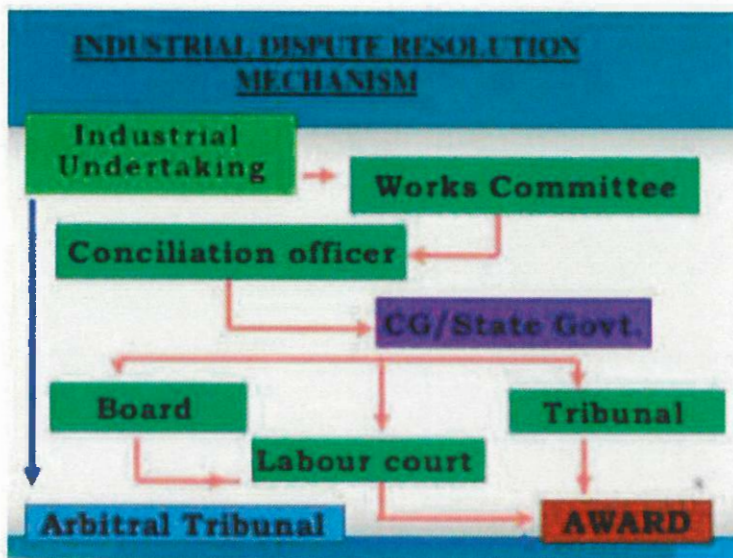 INDUSTRIAL DISPUTE RESOLUTION
MECHANISM
Industrial
Undertaking
Works Committee
Conciliation officer
CG/State Govt.
Board
Tribunal
Labour court
Arbitral Tribunal
AWARD